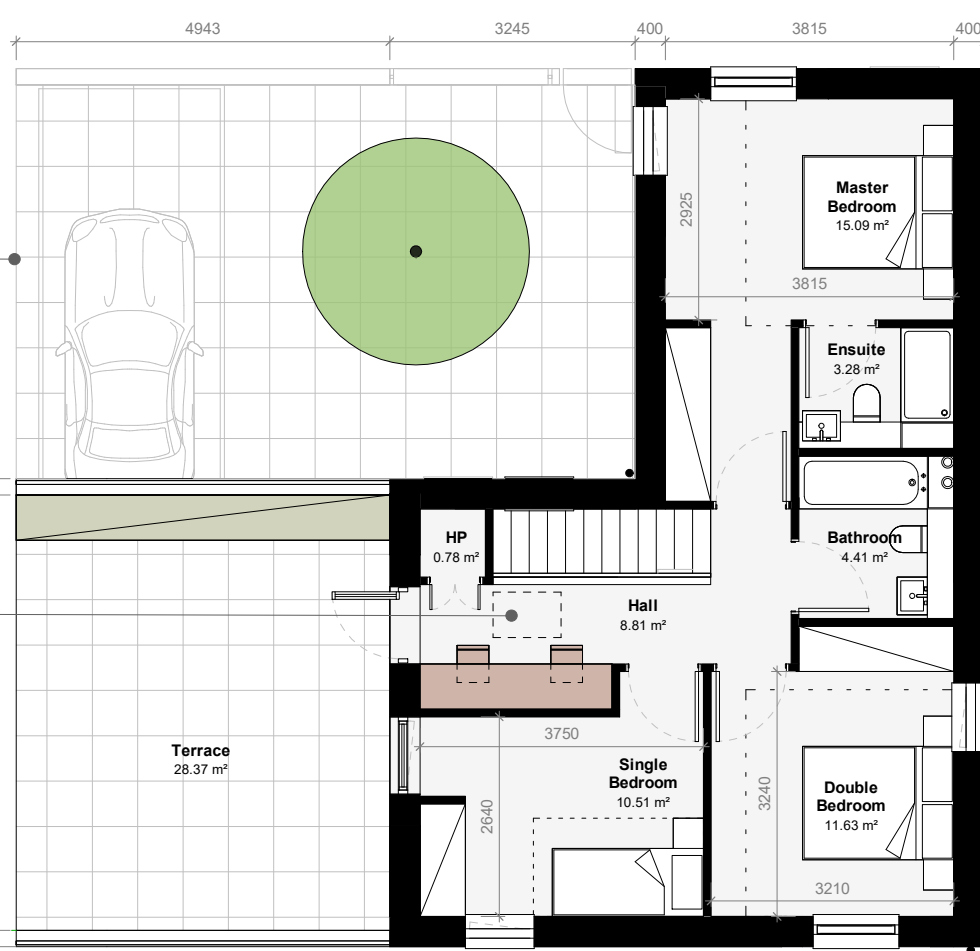 4943
3245
400
3815
400
2925
Master
Bedroom
15.09 m²
3815
Ensuite
3.28 m²
HP
0.78 m²
Bathroom
4.41 m²
Hall
8.81 m²
3750
Terrace
28.37 m²
Single
Bedroom
10.51 m²
2640
3240
Double
Bedroom
11.63 m²
3210